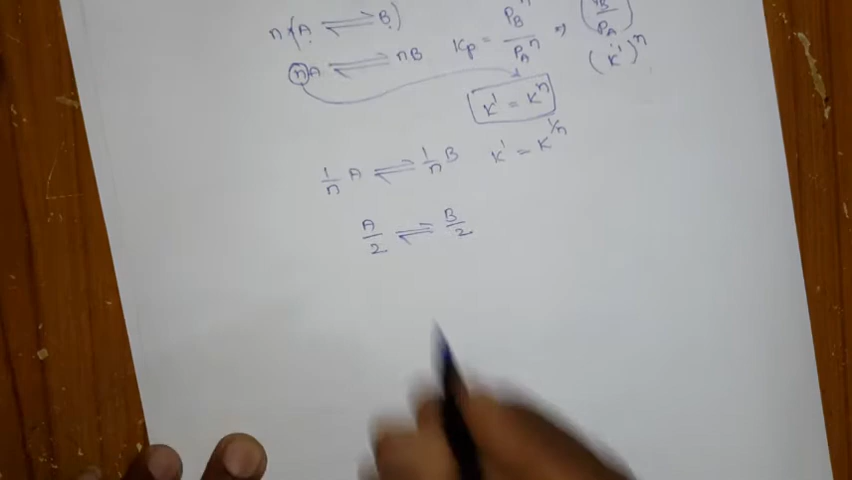 n(A ⇌ B)
nA ⇌ nB Kp = P_B^n / P_A^n ⇒ (P_B / P_A)
(K')^n
K' = K^n
1/n A ⇌ 1/n B K' = K^1/n
A/2 ⇌ B/2